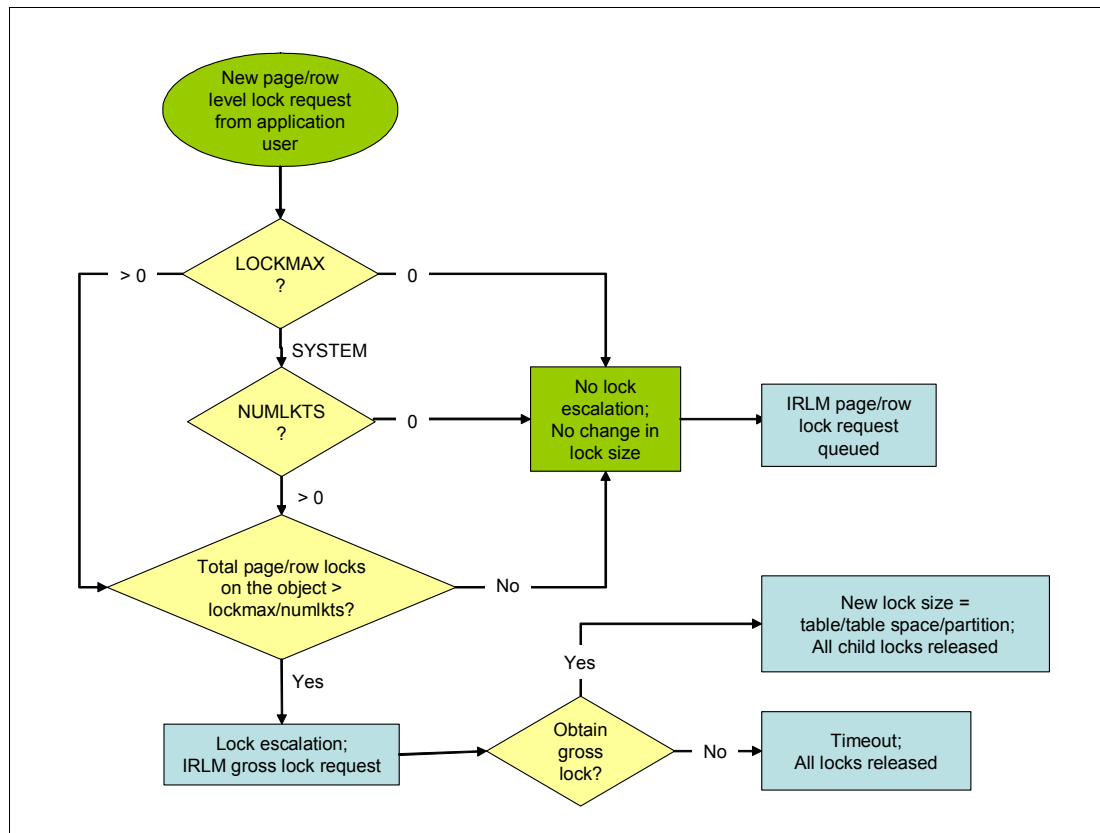 New page/row
level lock request
from application
user
LOCKMAX
?
> 0
0
SYSTEM
NUMLKTS
?
0
> 0
No lock
escalation;
No change in
lock size
IRLM page/row
lock request
queued
Total page/row locks
on the object >
lockmax/numlkts?
No
Yes
Lock escalation;
IRLM gross lock request
Obtain
gross
lock?
Yes
New lock size =
table/table space/partition;
All child locks released
No
Timeout;
All locks released